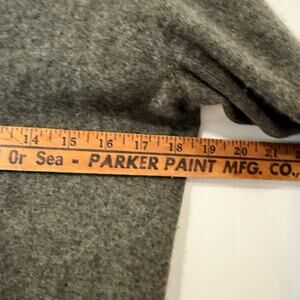 14 15 16 17 18 19 20 21
Or Sea - PARKER PAINT MFG. CO.,